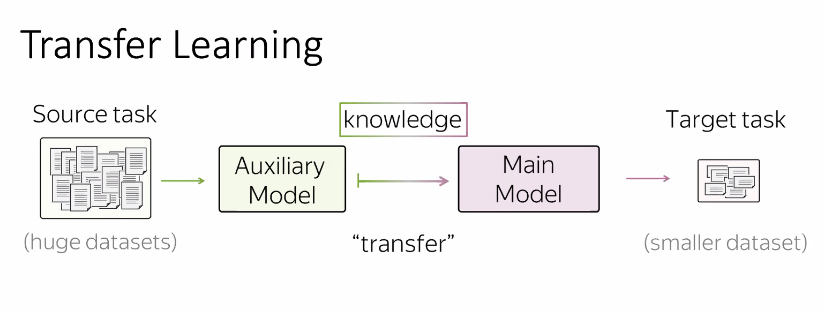 Transfer Learning
Source task
knowledge
Target task
Auxiliary
Model
Main
Model
(huge datasets)
“transfer”
(smaller dataset)